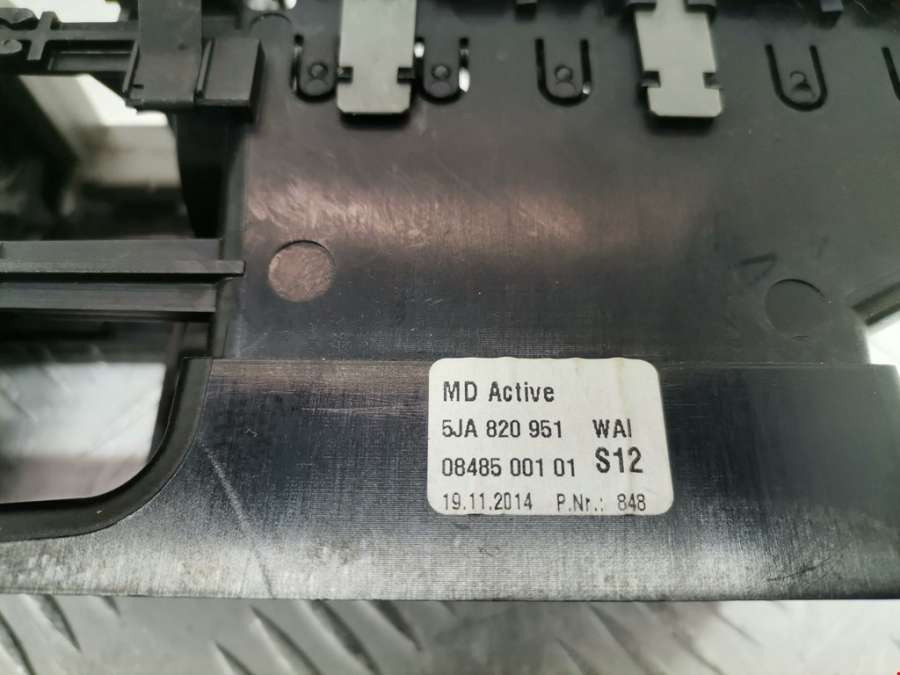 MD Active
5JA 820 951 WAI
08485 001 01 S12
19.11.2014 P.Nr.: 848